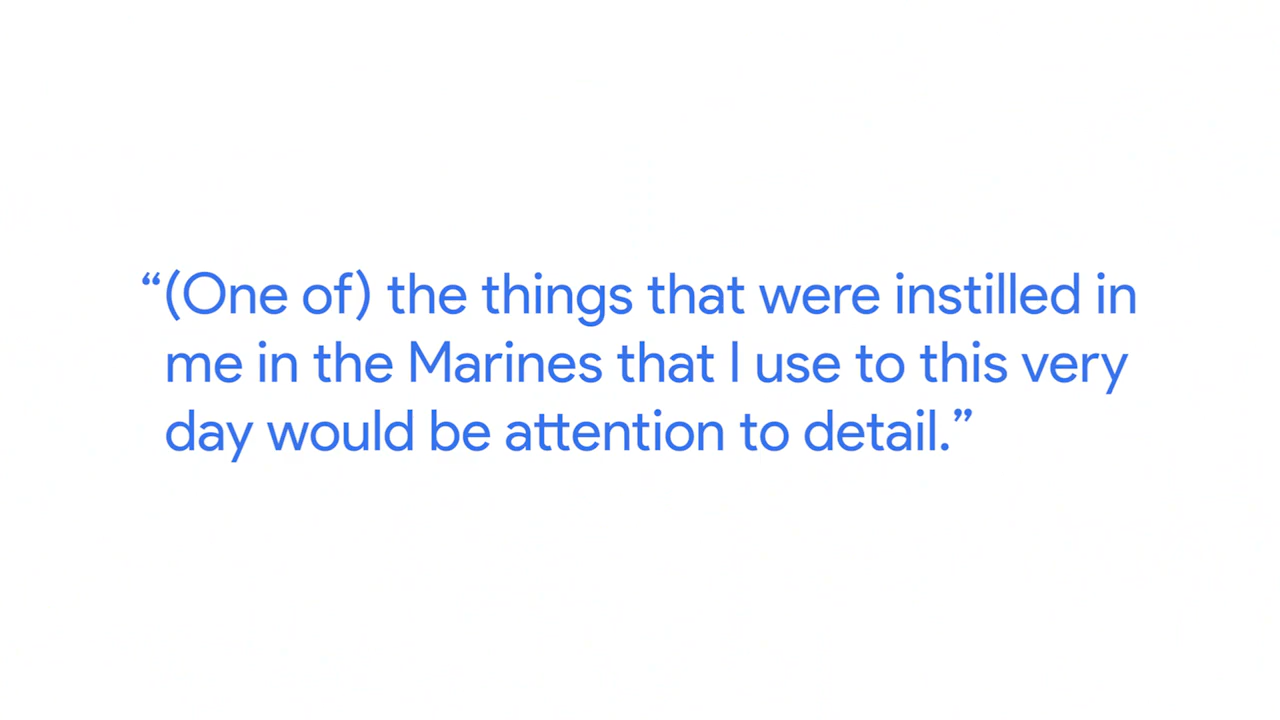 “(One of) the things that were instilled in
me in the Marines that I use to this very
day would be attention to detail.”